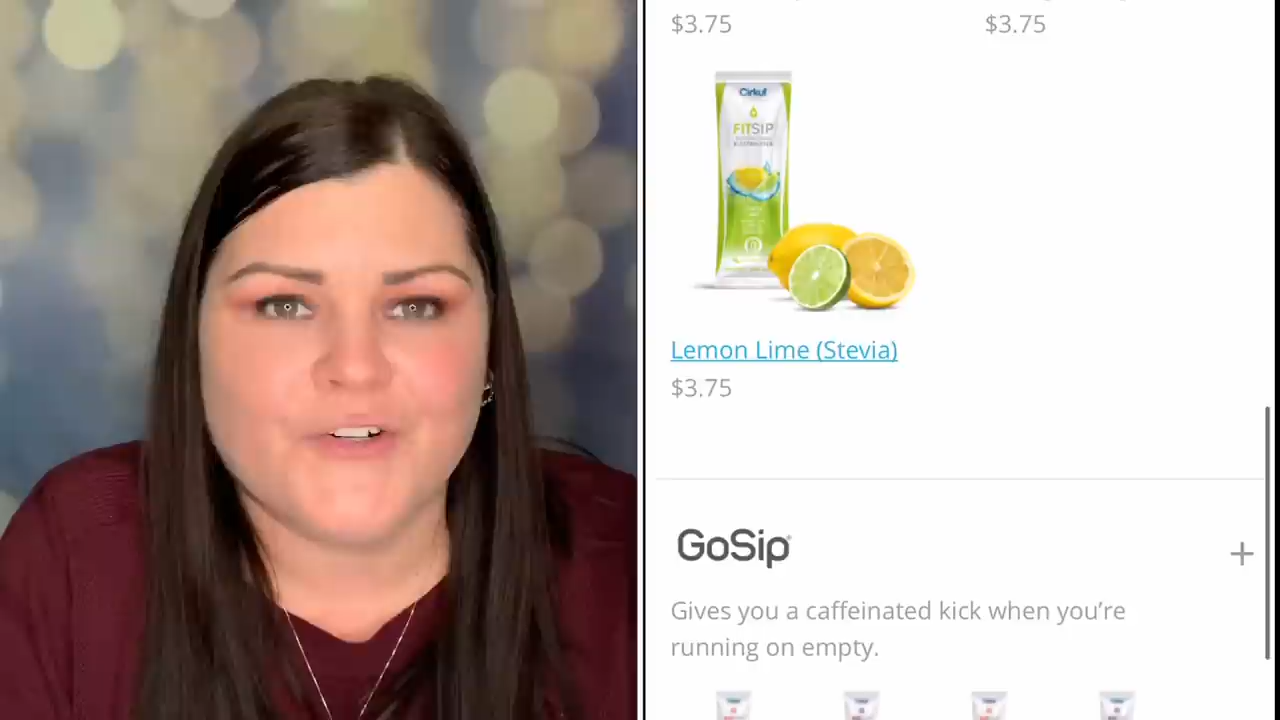 $3.75
$3.75
Cirkul
FITSIP
Lemon Lime (Stevia)
$3.75
GoSip
Gives you a caffeinated kick when you’re
running on empty.